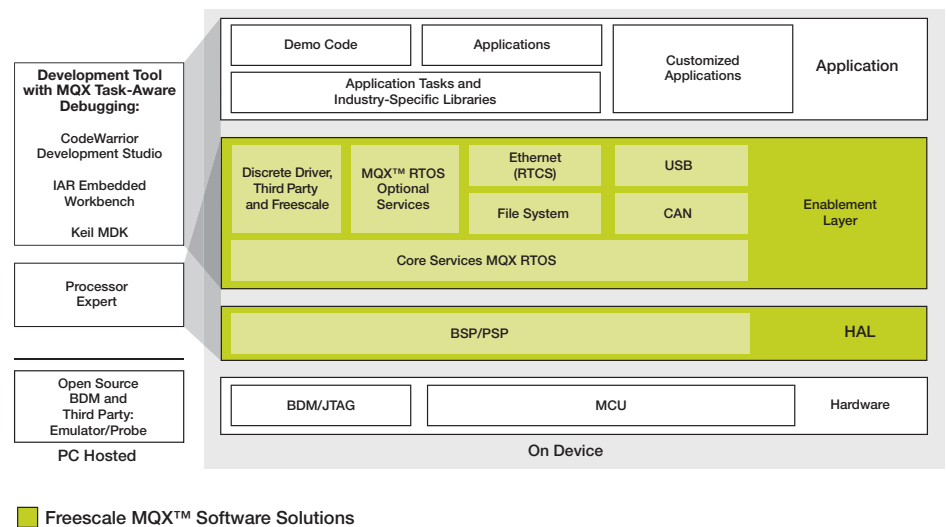 Development Tool
with MQX Task-Aware
Debugging:
CodeWarrior
Development Studio
IAR Embedded
Workbench
Keil MDK
Processor
Expert
Open Source
BDM and
Third Party:
Emulator/Probe
PC Hosted
Demo Code
Applications
Application Tasks and
Industry-Specific Libraries
Customized
Applications
Application
Discrete Driver,
Third Party
and Freescale
MQX™ RTOS
Optional
Services
Ethernet
(RTCS)
USB
File System
CAN
Core Services MQX RTOS
Enablement
Layer
BSP/PSP
HAL
BDM/JTAG
MCU
Hardware
On Device
Freescale MQX™ Software Solutions